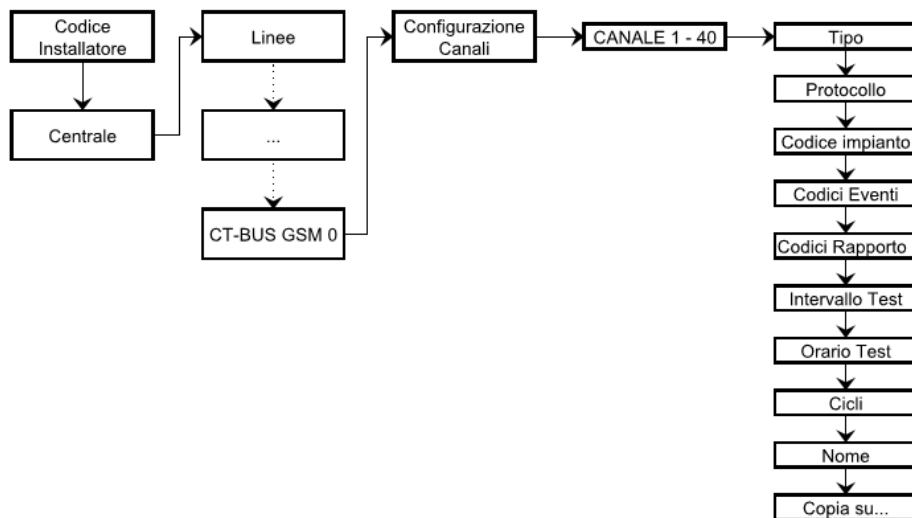 Codice
Installatore
Centrale
Linee
...
CT-BUS GSM 0
Configurazione
Canali
CANALE 1 - 40
Tipo
Protocollo
Codice impianto
Codici Eventi
Codici Rapporto
Intervallo Test
Orario Test
Cicli
Nome
Copia su...